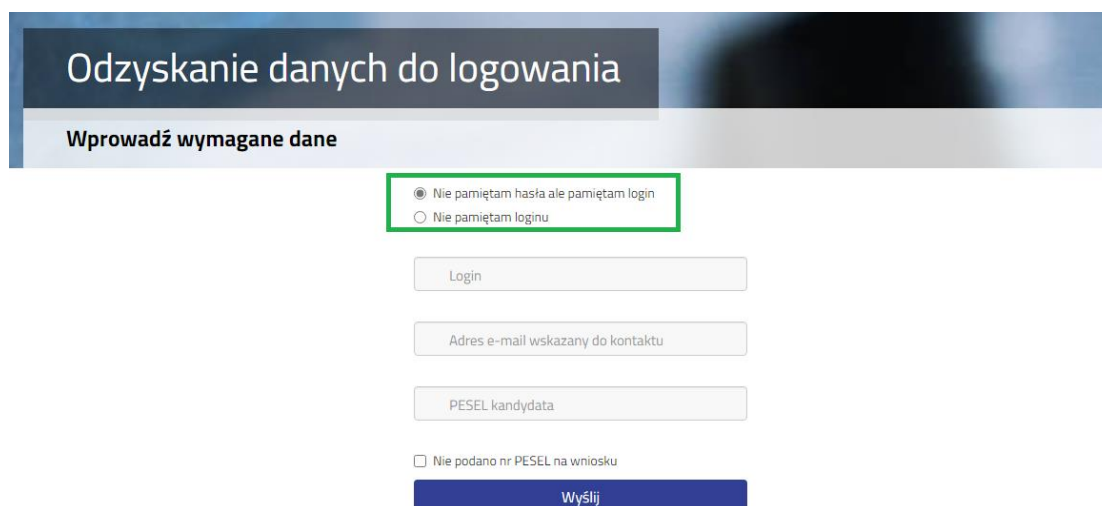 Odzyskanie danych do logowania
Wprowadź wymagane dane
Nie pamiętam hasła ale pamiętam login
Nie pamiętam loginu
Login
Adres e-mail wskazany do kontaktu
PESEL kandydata
Nie podano nr PESEL na wniosku
Wyślij